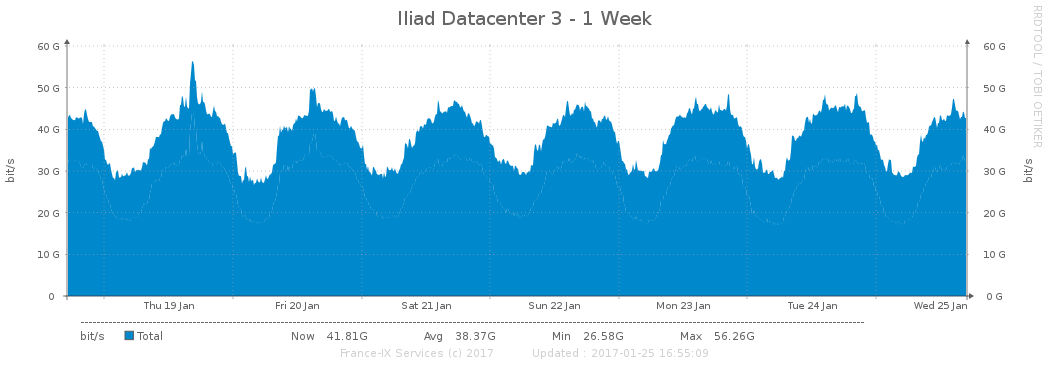 Iliad Datacenter 3 - 1 Week
RRDTOOL / TOBI OETIKER
60 G 60 G
50 G 50 G
40 G 40 G
30 G 30 G
20 G 20 G
10 G 10 G
0 0 G
bit/s
bit/s
Thu 19 Jan Fri 20 Jan Sat 21 Jan Sun 22 Jan Mon 23 Jan Tue 24 Jan Wed 25 Jan
bit/s Total Now 41.81G Avg 38.37G Min 26.58G Max 56.26G
France-IX Services (c) 2017 Updated : 2017-01-25 16:55:09